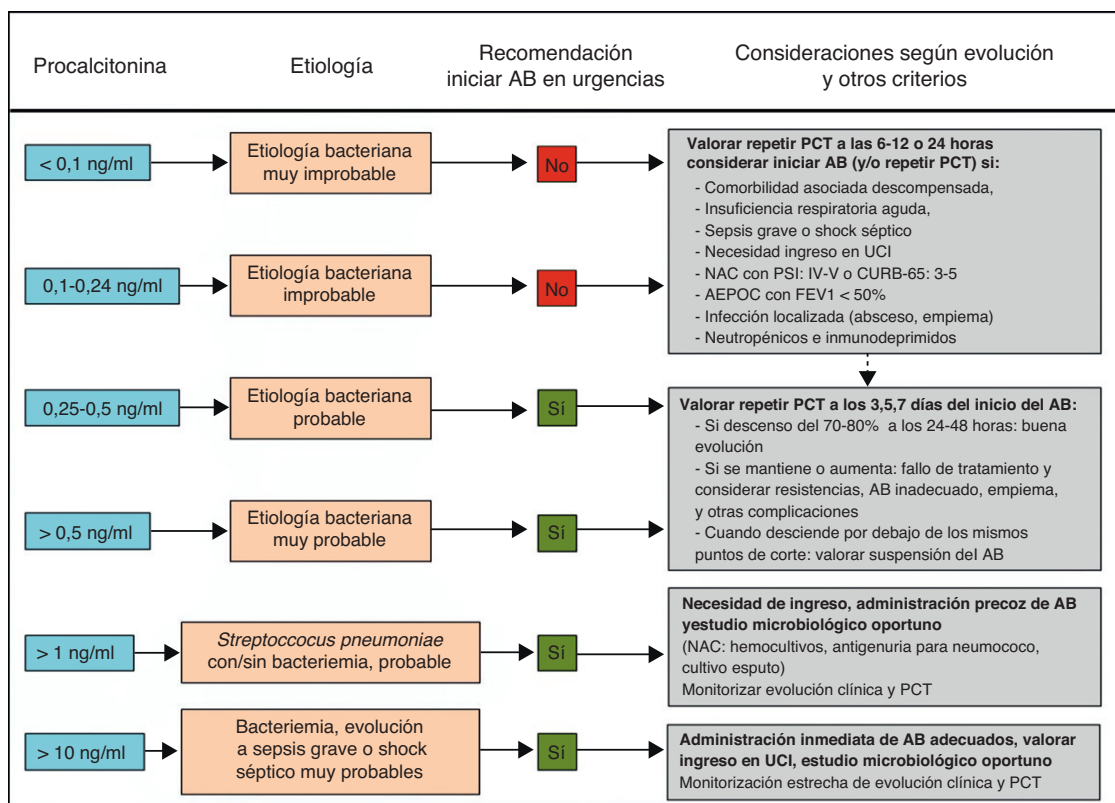 Procalcitonina
Etiología
Recomendación
iniciar AB en urgencias
Consideraciones según evolución
y otros criterios
< 0,1 ng/ml
Etiología bacteriana
muy improbable
No
Valorar repetir PCT a las 6-12 o 24 horas
considerar iniciar AB (y/o repetir PCT) si:
- Comorbilidad asociada descompensada,
- Insuficiencia respiratoria aguda,
- Sepsis grave o shock séptico
- Necesidad ingreso en UCI
- NAC con PSI: IV-V o CURB-65: 3-5
- AEPOC con FEV1 < 50%
- Infección localizada (absceso, empiema)
- Neutropénicos e inmunodeprimidos
0,1-0,24 ng/ml
Etiología bacteriana
improbable
No
0,25-0,5 ng/ml
Etiología bacteriana
probable
Sí
Valorar repetir PCT a los 3,5,7 días del inicio del AB:
- Si descenso del 70-80% a los 24-48 horas: buena
evolución
- Si se mantiene o aumenta: fallo de tratamiento y
considerar resistencias, AB inadecuado, empiema,
y otras complicaciones
- Cuando desciende por debajo de los mismos
puntos de corte: valorar suspensión del AB
> 0,5 ng/ml
Etiología bacteriana
muy probable
Sí
> 1 ng/ml
Streptoccocus pneumoniae
con/sin bacteriemia, probable
Sí
Necesidad de ingreso, administración precoz de AB
yestudio microbiológico oportuno
(NAC: hemocultivos, antigenuria para neumococo,
cultivo esputo)
Monitorizar evolución clínica y PCT
> 10 ng/ml
Bacteriemia, evolución
a sepsis grave o shock
séptico muy probables
Sí
Administración inmediata de AB adecuados, valorar
ingreso en UCI, estudio microbiológico oportuno
Monitorización estrecha de evolución clínica y PCT